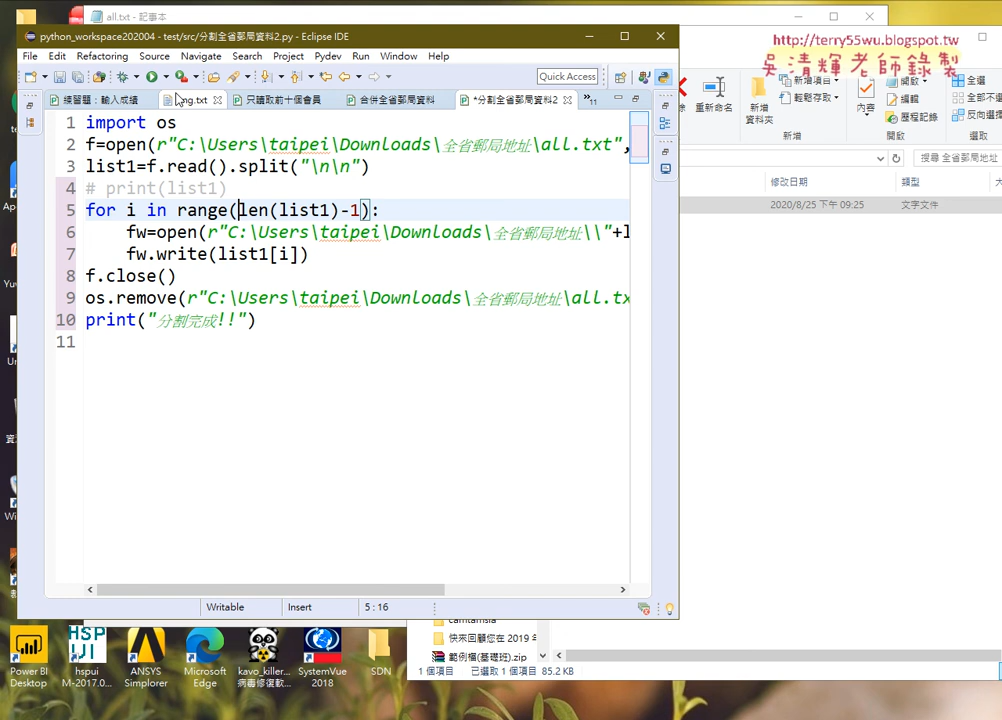 all.txt - 記事本
python_workspace202004 - test/src/分割全省郵局資料2.py - Eclipse IDE
File Edit Refactoring Source Navigate Search Project Pydev Run Window Help
Quick Access
練習題：輸入成績
ng.txt
只讀取前十個會員
合併全省郵局資料
*分割全省郵局資料2
»11
1 import os
2 f=open(r"C:\Users\taipei\Downloads\全省郵局地址\all.txt",
3 list1=f.read().split("\n\n")
4 # print(list1)
5 for i in range(len(list1)-1):
6 fw=open(r"C:\Users\taipei\Downloads\全省郵局地址\\"+l
7 fw.write(list1[i])
8 f.close()
9 os.remove(r"C:\Users\taipei\Downloads\全省郵局地址\all.tx
10 print("分割完成!!")
11
Writable Insert 5 : 16
http://terry55wu.blogspot.tw
吳清輝老師錄製
重新命名
新增
資料夾
新增項目
輕鬆存取
新增
內容
開啟
編輯
歷程記錄
開啟
全選
全部不
反向選
選取
搜尋 全省郵局地址
修改日期
類型
2020/8/25 下午 09:25
文字文件
camtamsia
快來回顧您在 2019 年
範例檔(基礎班).zip
1 個項目 已選取 1 個項目 85.2 KB
Power BI
Desktop
hspui
M-2017.0...
ANSYS
Simplorer
Microsoft
Edge
kavo_killer...
病毒修復軟...
SystemVue
2018
SDN